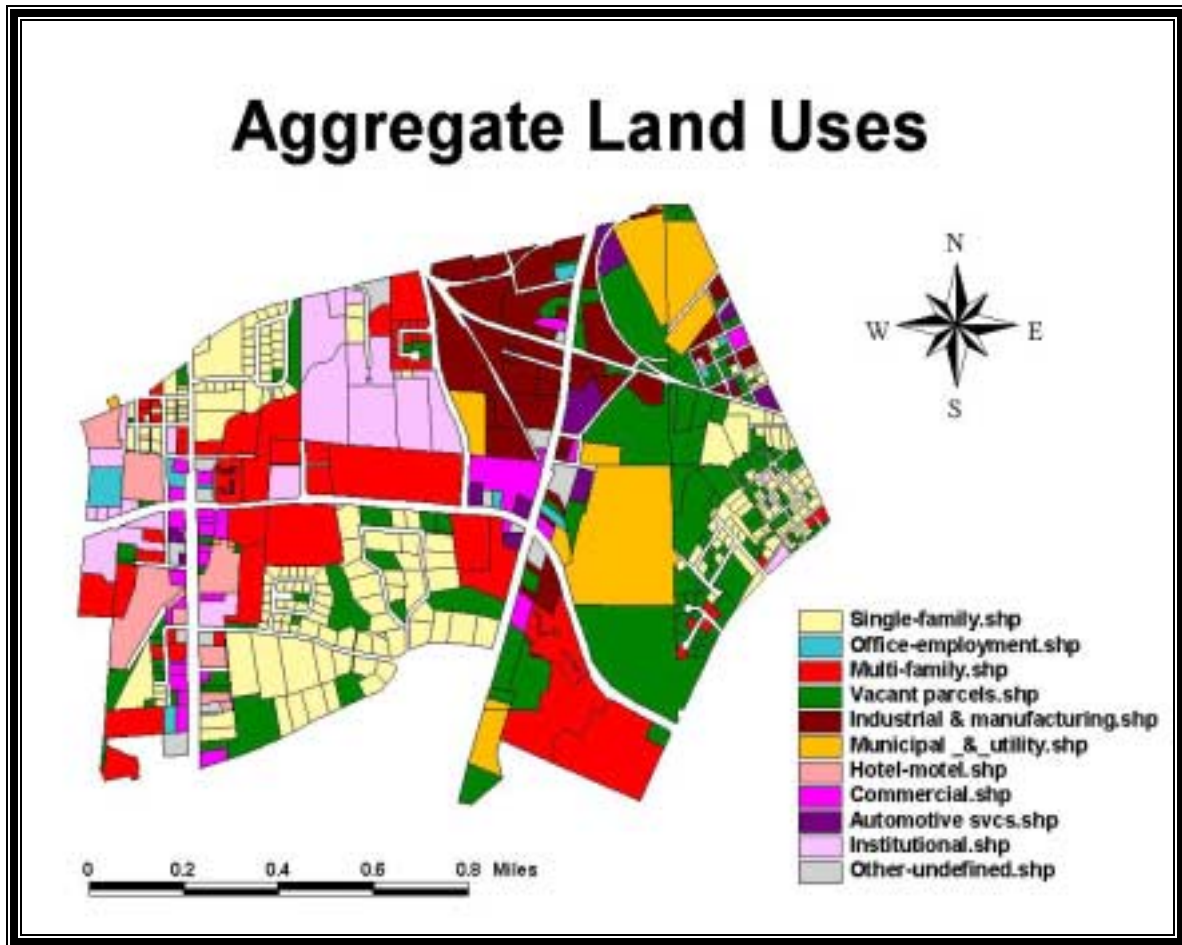 Aggregate Land Uses
N
W E
S
Single-family.shp
Office-employment.shp
Multi-family.shp
Vacant parcels.shp
Industrial & manufacturing.shp
Municipal _&_utility.shp
Hotel-motel.shp
Commercial.shp
Automotive svcs.shp
Institutional.shp
Other-undefined.shp
0 0.2 0.4 0.6 0.8 Miles